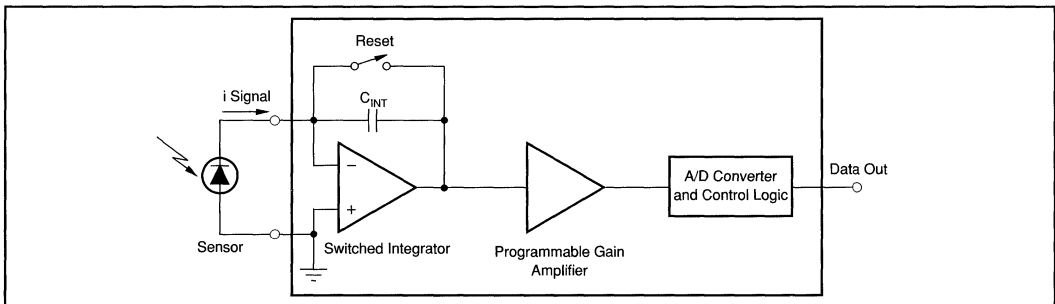 Reset
i Signal
C_INT
−
+
A/D Converter
and Control Logic
Data Out
Sensor
Switched Integrator
Programmable Gain
Amplifier